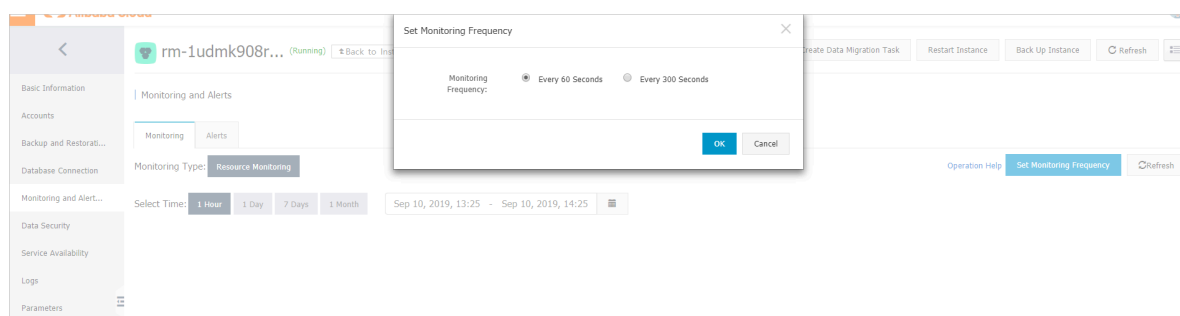 Set Monitoring Frequency
rm-1udmk908r... (Running) Back to Inst
Create Data Migration Task Restart Instance Back Up Instance Refresh
Monitoring Frequency:
Every 60 Seconds Every 300 Seconds
OK Cancel
Basic Information
Accounts
Backup and Restorati...
Database Connection
Monitoring and Alert...
Data Security
Service Availability
Logs
Parameters
Monitoring and Alerts
Monitoring Alerts
Monitoring Type: Resource Monitoring
Operation Help Set Monitoring Frequency Refresh
Select Time: 1 Hour 1 Day 7 Days 1 Month Sep 10, 2019, 13:25 - Sep 10, 2019, 14:25